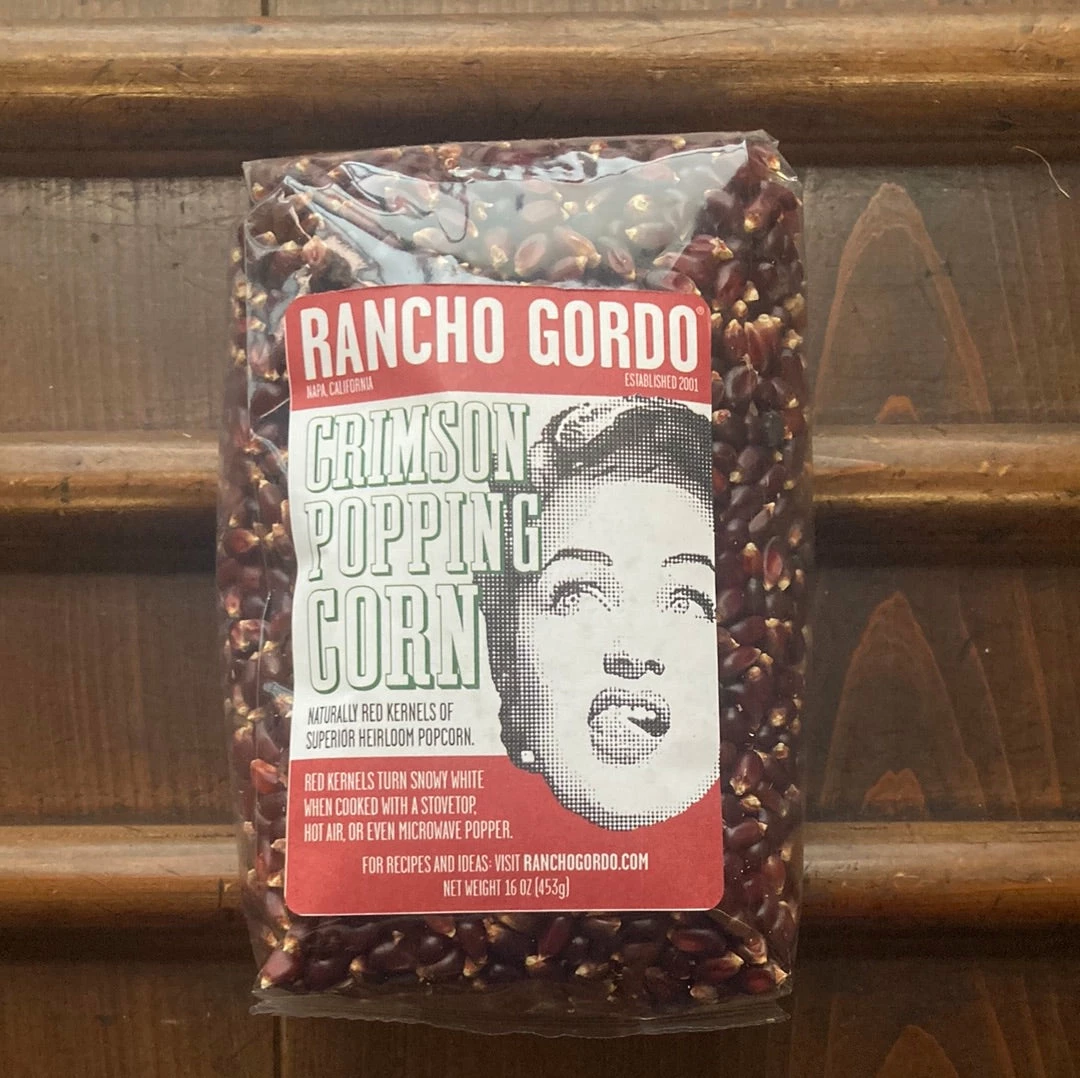 RANCHO GORDO®
NAPA, CALIFORNIA ESTABLISHED 2001
CRIMSON
POPPING
CORN
NATURALLY RED KERNELS OF
SUPERIOR HEIRLOOM POPCORN.
RED KERNELS TURN SNOWY WHITE
WHEN COOKED WITH A STOVETOP,
HOT AIR, OR EVEN MICROWAVE POPPER.
FOR RECIPES AND IDEAS: VISIT RANCHOGORDO.COM
NET WEIGHT 16 OZ (453g)